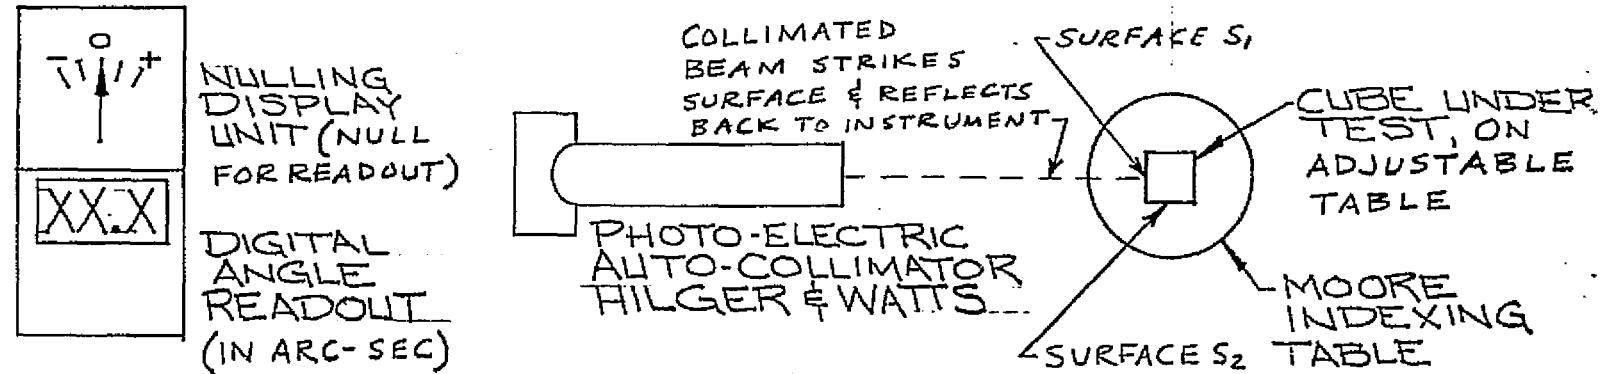 - 0 +
NULLING
DISPLAY
UNIT (NULL
FOR READOUT)
XX.X
DIGITAL
ANGLE
READOUT
(IN ARC-SEC)
COLLIMATED
BEAM STRIKES
SURFACE & REFLECTS
BACK TO INSTRUMENT
PHOTO-ELECTRIC
AUTO-COLLIMATOR
HILGER & WATTS
SURFACE S1
CUBE UNDER
TEST, ON
ADJUSTABLE
TABLE
MOORE
INDEXING
TABLE
SURFACE S2